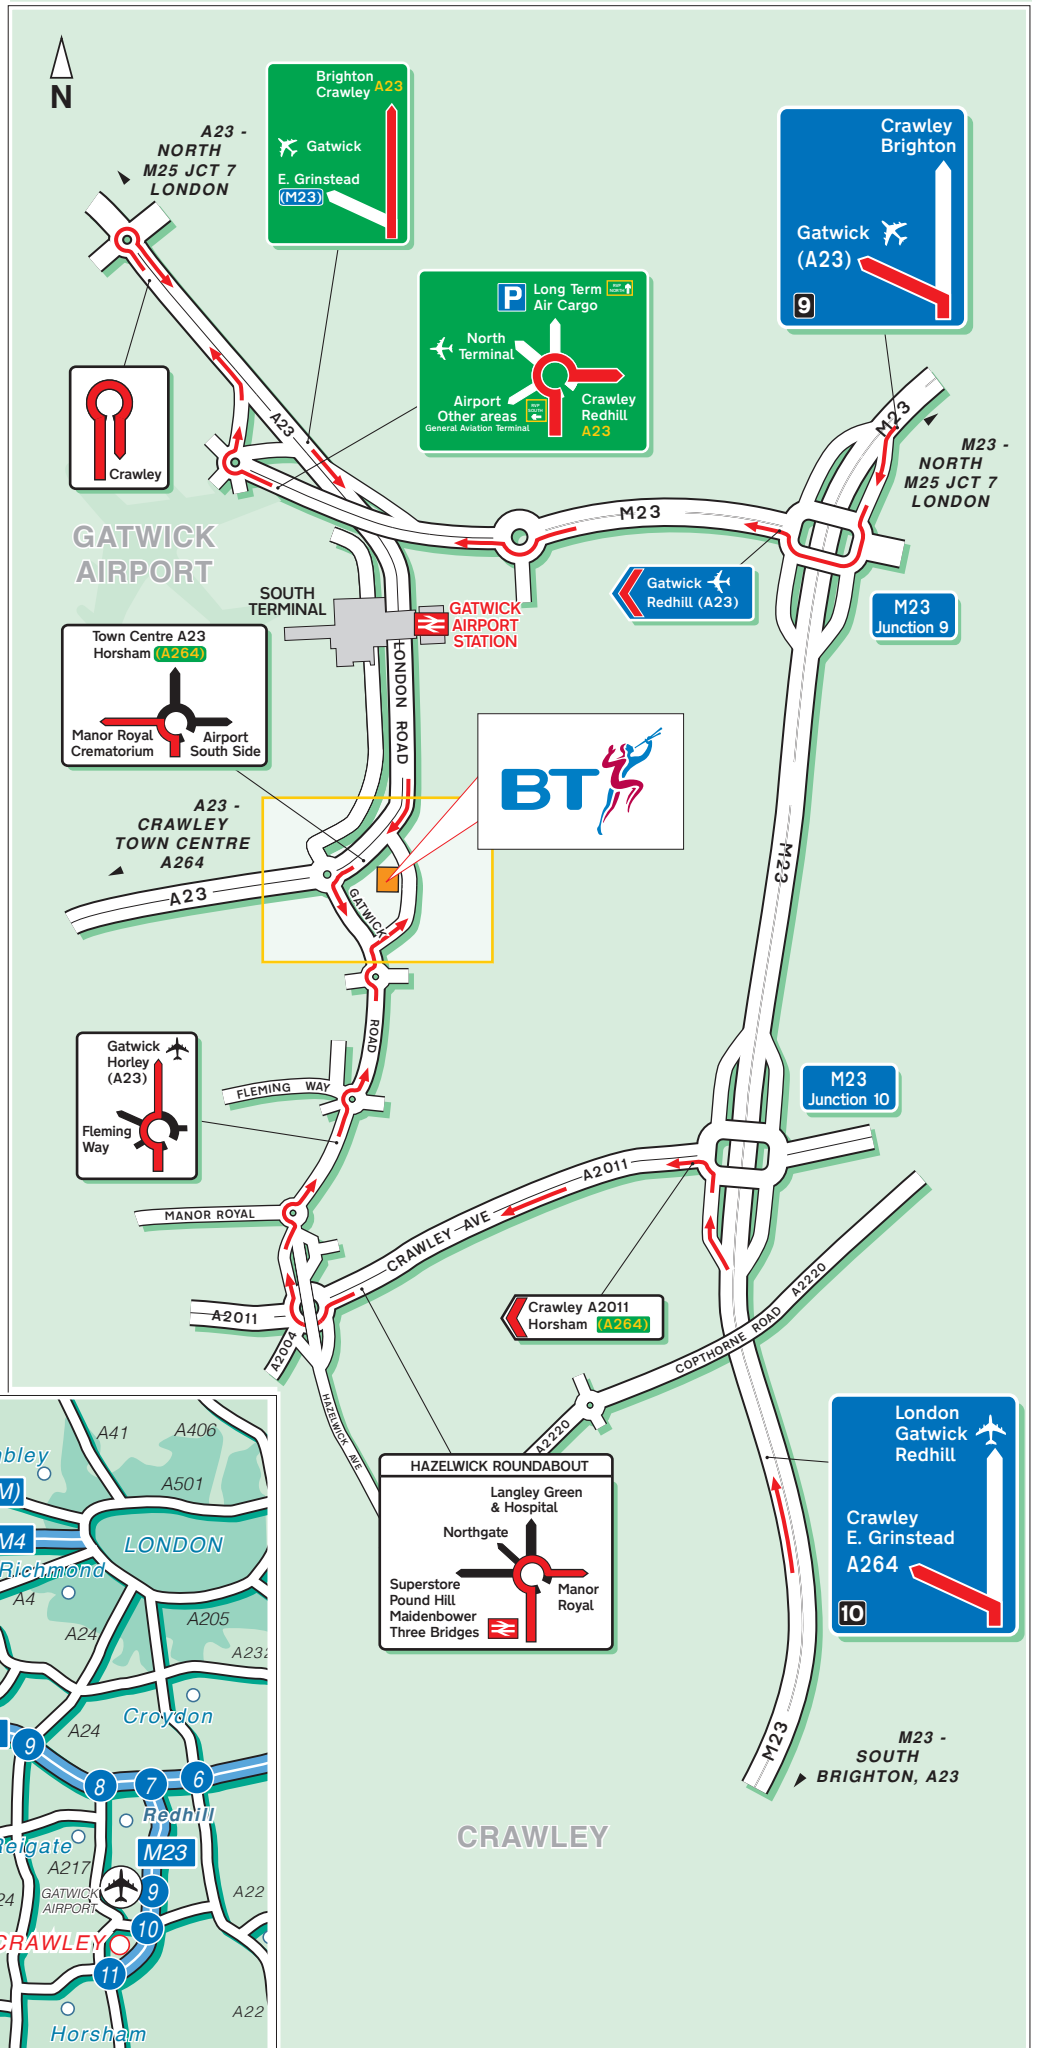 N
A23 -
NORTH
M25 JCT 7
LONDON
Brighton
Crawley A23
Gatwick
E. Grinstead
(M23)
Crawley
Brighton
Gatwick
(A23)
9
P
Long Term
Air Cargo
North
Terminal
Airport
Other areas
General Aviation Terminal
Crawley
Redhill
A23
Crawley
A23
M23
M23 -
NORTH
M25 JCT 7
LONDON
M23
GATWICK
AIRPORT
Gatwick
Redhill (A23)
M23
Junction 9
SOUTH
TERMINAL
GATWICK
AIRPORT
STATION
Town Centre A23
Horsham (A264)
Manor Royal
Crematorium
Airport
South Side
LONDON ROAD
BT
A23 -
CRAWLEY
TOWN CENTRE
A264
A23
GATWICK
ROAD
M23
Gatwick
Horley
(A23)
Fleming
Way
FLEMING WAY
M23
Junction 10
MANOR ROYAL
A2011
CRAWLEY AVE
A2011
A2004
HAZELWICK AVE
Crawley A2011
Horsham (A264)
COPTHORNE ROAD A2220
A2220
HAZELWICK ROUNDABOUT
Langley Green
& Hospital
Northgate
Superstore
Pound Hill
Maidenbower
Three Bridges
Manor
Royal
London
Gatwick
Redhill
Crawley
E. Grinstead
A264
10
M23
M23 -
SOUTH
BRIGHTON, A23
CRAWLEY
A41
A406
bley
A501
M)
M4
LONDON
Richmond
A4
A24
A205
A232
Croydon
A24
9
8
7
6
Redhill
Reigate
M23
A217
GATWICK
AIRPORT
9
24
A22
10
CRAWLEY
11
A22
Horsham